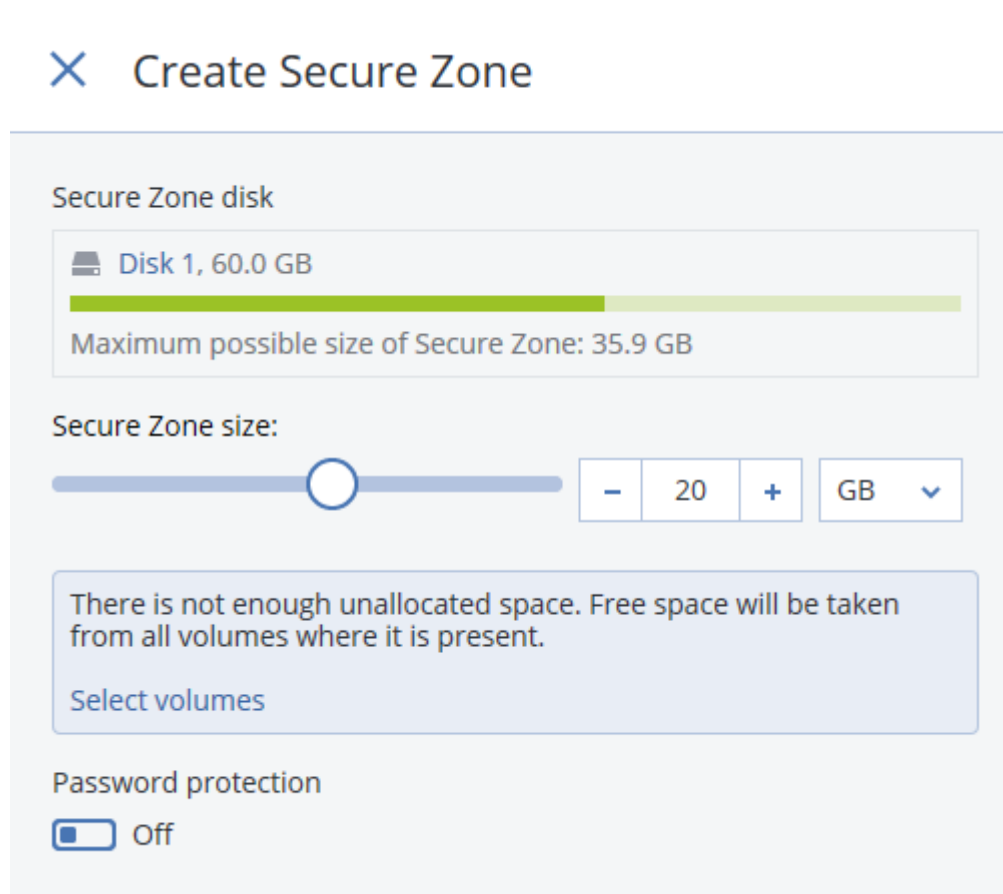 Create Secure Zone
Secure Zone disk
Disk 1, 60.0 GB
Maximum possible size of Secure Zone: 35.9 GB
Secure Zone size:
– 20 + GB
There is not enough unallocated space. Free space will be taken
from all volumes where it is present.
Select volumes
Password protection
Off